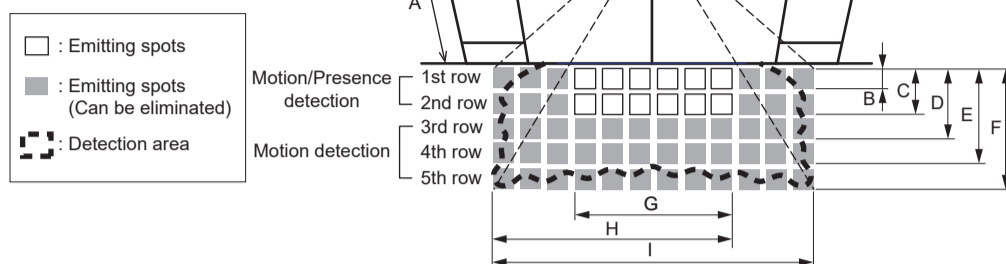 A
: Emitting spots
: Emitting spots
(Can be eliminated)
: Detection area
Motion/Presence
detection
Motion detection
1st row
2nd row
3rd row
4th row
5th row
B
C
D
E
F
G
H
I